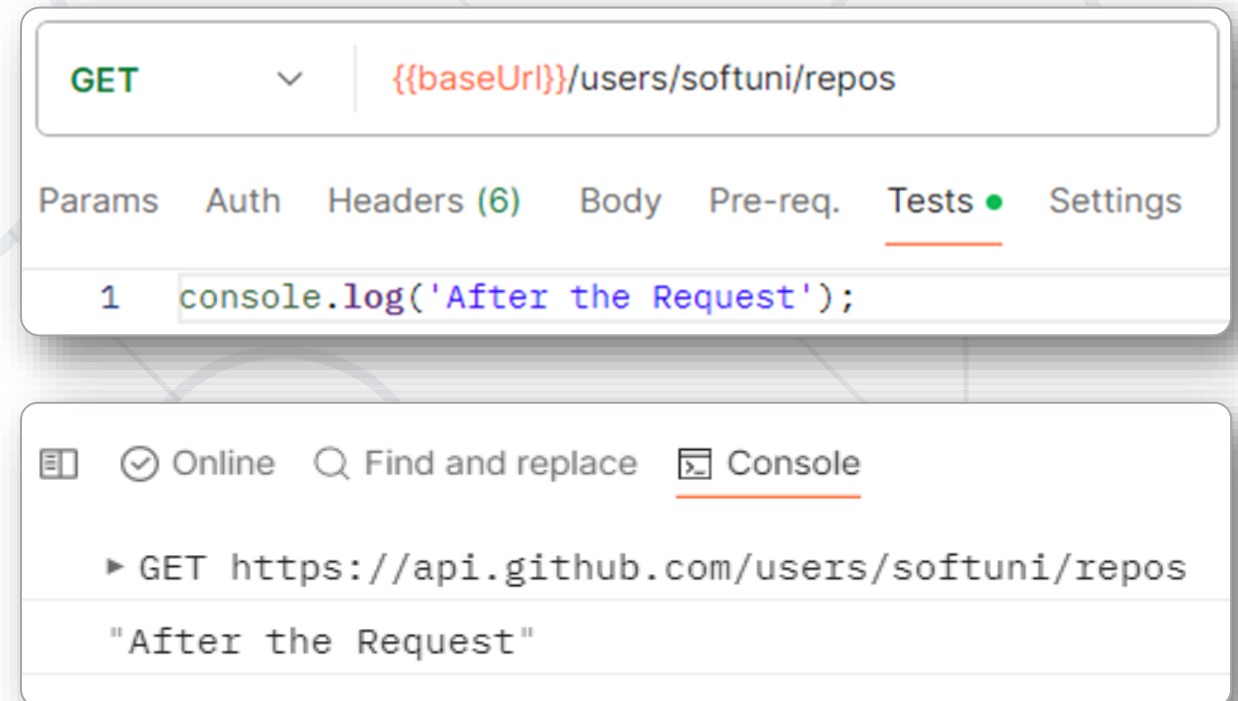 GET {{baseUrl}}/users/softuni/repos
Params Auth Headers (6) Body Pre-req. Tests Settings
1 console.log('After the Request');
Online Find and replace Console
GET https://api.github.com/users/softuni/repos
"After the Request"